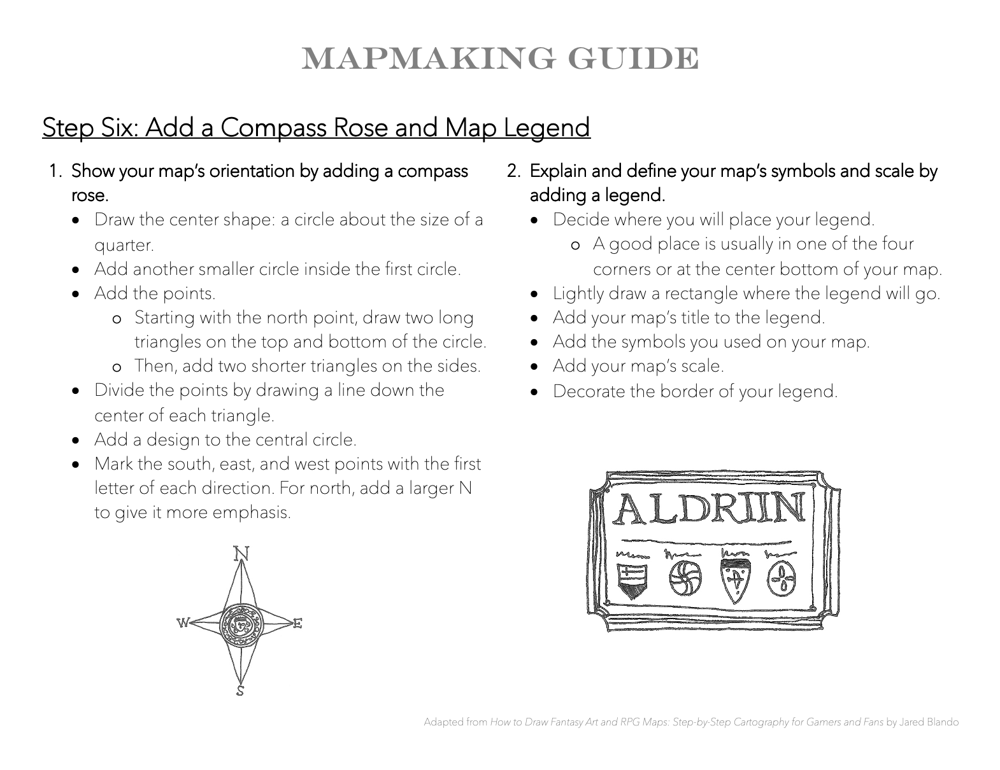 MAPMAKING GUIDE
Step Six: Add a Compass Rose and Map Legend
1. Show your map's orientation by adding a compass
rose.
• Draw the center shape: a circle about the size of a
quarter.
• Add another smaller circle inside the first circle.
• Add the points.
o Starting with the north point, draw two long
triangles on the top and bottom of the circle.
o Then, add two shorter triangles on the sides.
• Divide the points by drawing a line down the
center of each triangle.
• Add a design to the central circle.
• Mark the south, east, and west points with the first
letter of each direction. For north, add a larger N
to give it more emphasis.
N
W E
S
2. Explain and define your map's symbols and scale by
adding a legend.
• Decide where you will place your legend.
o A good place is usually in one of the four
corners or at the center bottom of your map.
• Lightly draw a rectangle where the legend will go.
• Add your map's title to the legend.
• Add the symbols you used on your map.
• Add your map's scale.
• Decorate the border of your legend.
ALDRIIN
Adapted from How to Draw Fantasy Art and RPG Maps: Step-by-Step Cartography for Gamers and Fans by Jared Blando